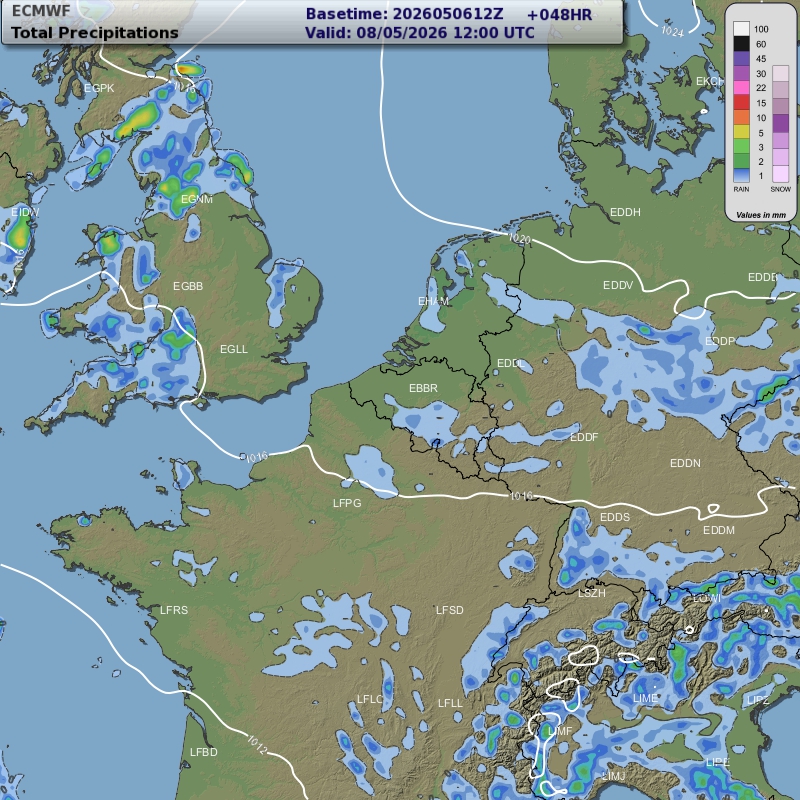 ECMWF
Basetime: 2026050612Z +048HR
Total Precipitations
Valid: 08/05/2026 12:00 UTC
1024
100
60
45
30
22
15
10
5
3
2
1
RAIN SNOW
Values in mm
EGPK
EKCH
1016
EIDW
EGNM
EDDH
1020
1016
EGBB
EDDV
EHAM
EGLL
EDDP
EDDL
EBBR
EDDF
1016
EDDN
1016
LFPG
EDDS
EDDM
LSZH
LOWI
LFRS
LFSD
LIME
LIPZ
LFLC
LFLL
LIMF
1012
LFBD
LIPE
LIMJ